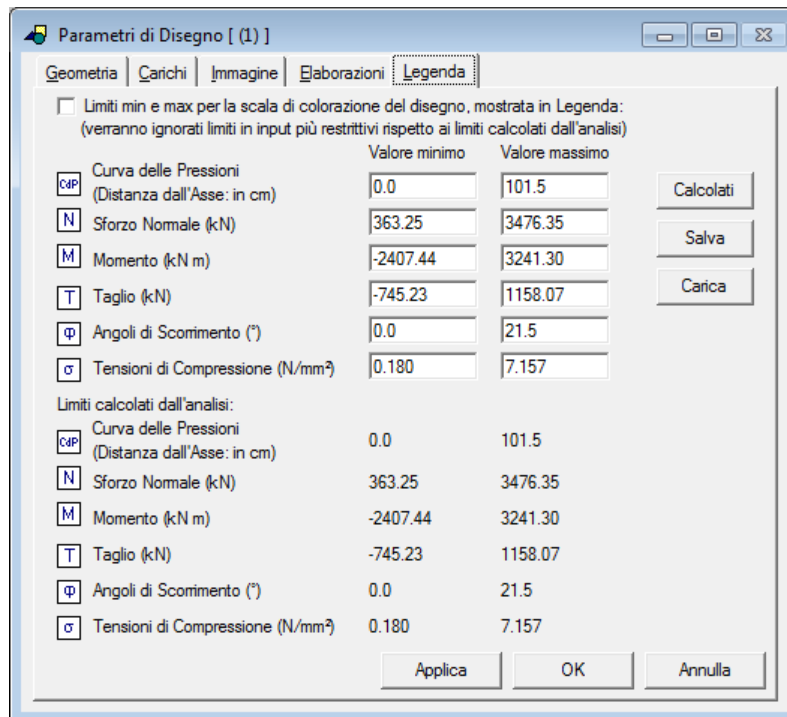 Parametri di Disegno [ (1) ]
Geometria Carichi Immagine Elaborazioni Legenda
Limiti min e max per la scala di colorazione del disegno, mostrata in Legenda:
(verranno ignorati limiti in input più restrittivi rispetto ai limiti calcolati dall'analisi)
Valore minimo Valore massimo
CdP Curva delle Pressioni
(Distanza dall'Asse: in cm) 0.0 101.5 Calcolati
N Sforzo Normale (kN) 363.25 3476.35 Salva
M Momento (kN m) -2407.44 3241.30
T Taglio (kN) -745.23 1158.07 Carica
Φ Angoli di Scorrimento (°) 0.0 21.5
σ Tensioni di Compressione (N/mm²) 0.180 7.157
Limiti calcolati dall'analisi:
CdP Curva delle Pressioni
(Distanza dall'Asse: in cm) 0.0 101.5
N Sforzo Normale (kN) 363.25 3476.35
M Momento (kN m) -2407.44 3241.30
T Taglio (kN) -745.23 1158.07
Φ Angoli di Scorrimento (°) 0.0 21.5
σ Tensioni di Compressione (N/mm²) 0.180 7.157
Applica OK Annulla